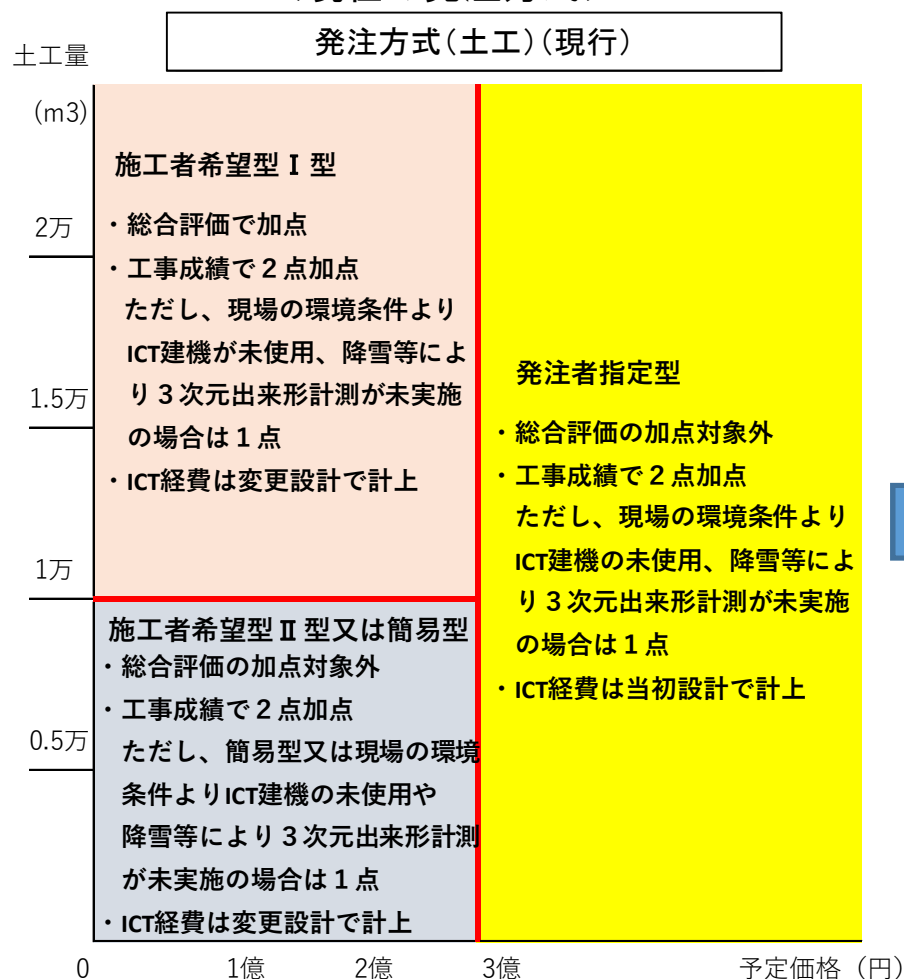 発注方式(土工)(現行)
土工量
(m3)
2万
1.5万
1万
0.5万
施工者希望型Ⅰ型
・総合評価で加点
・工事成績で２点加点
ただし、現場の環境条件より
ICT建機が未使用、降雪等によ
り３次元出来形計測が未実施
の場合は１点
・ICT経費は変更設計で計上
施工者希望型Ⅱ型又は簡易型
・総合評価の加点対象外
・工事成績で２点加点
ただし、簡易型又は現場の環境
条件よりICT建機の未使用や
降雪等により３次元出来形計測
が未実施の場合は１点
・ICT経費は変更設計で計上
発注者指定型
・総合評価の加点対象外
・工事成績で２点加点
ただし、現場の環境条件より
ICT建機の未使用、降雪等によ
り３次元出来形計測が未実施
の場合は１点
・ICT経費は当初設計で計上
0 1億 2億 3億 予定価格（円）